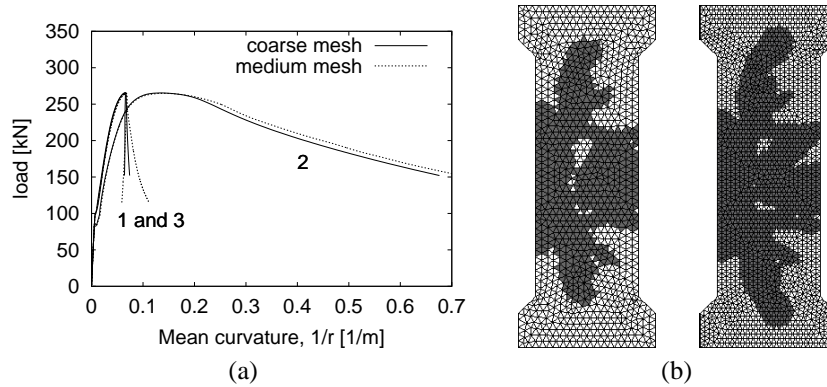 350
300
250
200
150
100
50
0
load [kN]
coarse mesh
medium mesh
2
1 and 3
0 0.1 0.2 0.3 0.4 0.5 0.6 0.7
Mean curvature, 1/r [1/m]
(a) (b)